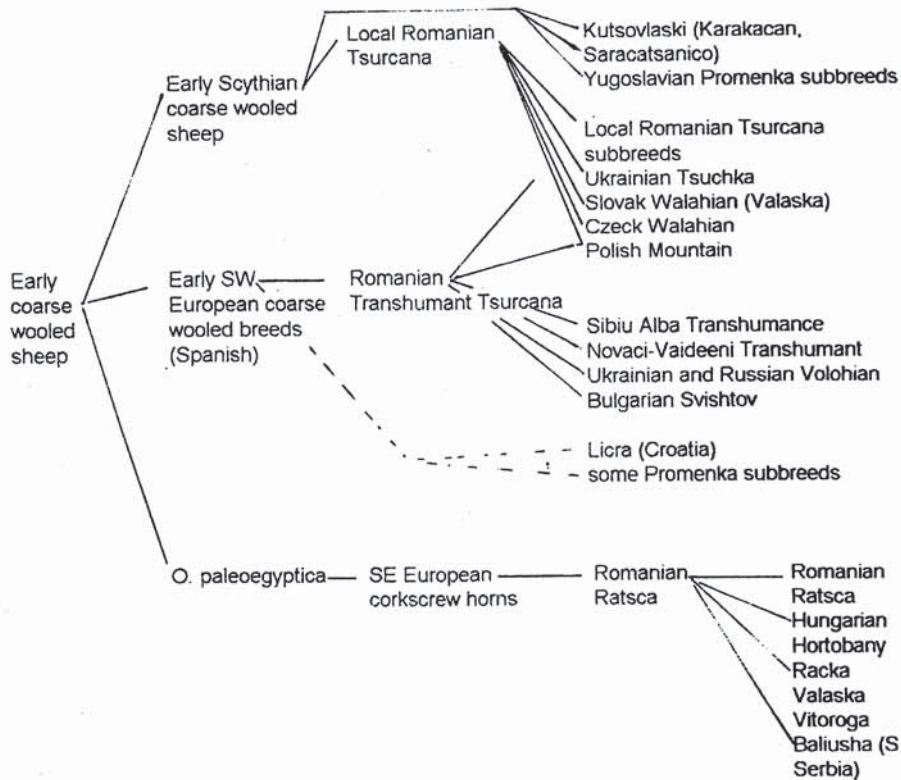 Kutsovlaski (Karakacan,
Saracatsanico)
Yugoslavian Promenka subbreeds
Local Romanian
Tsurcana
Early Scythian
coarse wooled
sheep
Local Romanian Tsurcana
subbreeds
Ukrainian Tsuchka
Slovak Walahian (Valaska)
Czeck Walahian
Polish Mountain
Early
coarse
wooled
sheep
Early SW
European coarse
wooled breeds
(Spanish)
Romanian
Transhumant Tsurcana
Sibiu Alba Transhumance
Novaci-Vaideeni Transhumant
Ukrainian and Russian Volohian
Bulgarian Svishtov
Licra (Croatia)
some Promenka subbreeds
O. paleoegyptica
SE European
corkscrew horns
Romanian
Ratsca
Romanian
Ratsca
Hungarian
Hortobany
Racka
Valaska
Vitoroga
Baliusha (S
Serbia)